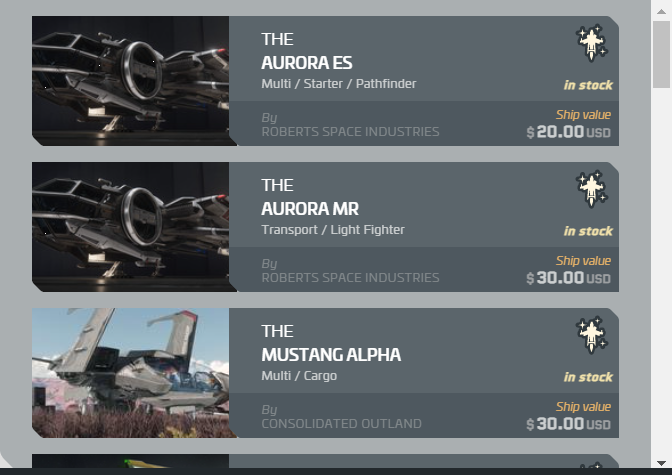 THE
AURORA ES
Multi / Starter / Pathfinder
in stock
By
ROBERTS SPACE INDUSTRIES
Ship value
$ 20.00 USD
THE
AURORA MR
Transport / Light Fighter
in stock
By
ROBERTS SPACE INDUSTRIES
Ship value
$ 30.00 USD
THE
MUSTANG ALPHA
Multi / Cargo
in stock
By
CONSOLIDATED OUTLAND
Ship value
$ 30.00 USD